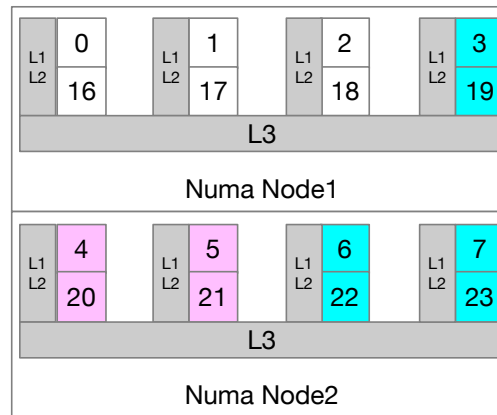 L1 0 L1 1 L1 2 L1 3
L2 16 L2 17 L2 18 L2 19
L3
Numa Node1
L1 4 L1 5 L1 6 L1 7
L2 20 L2 21 L2 22 L2 23
L3
Numa Node2